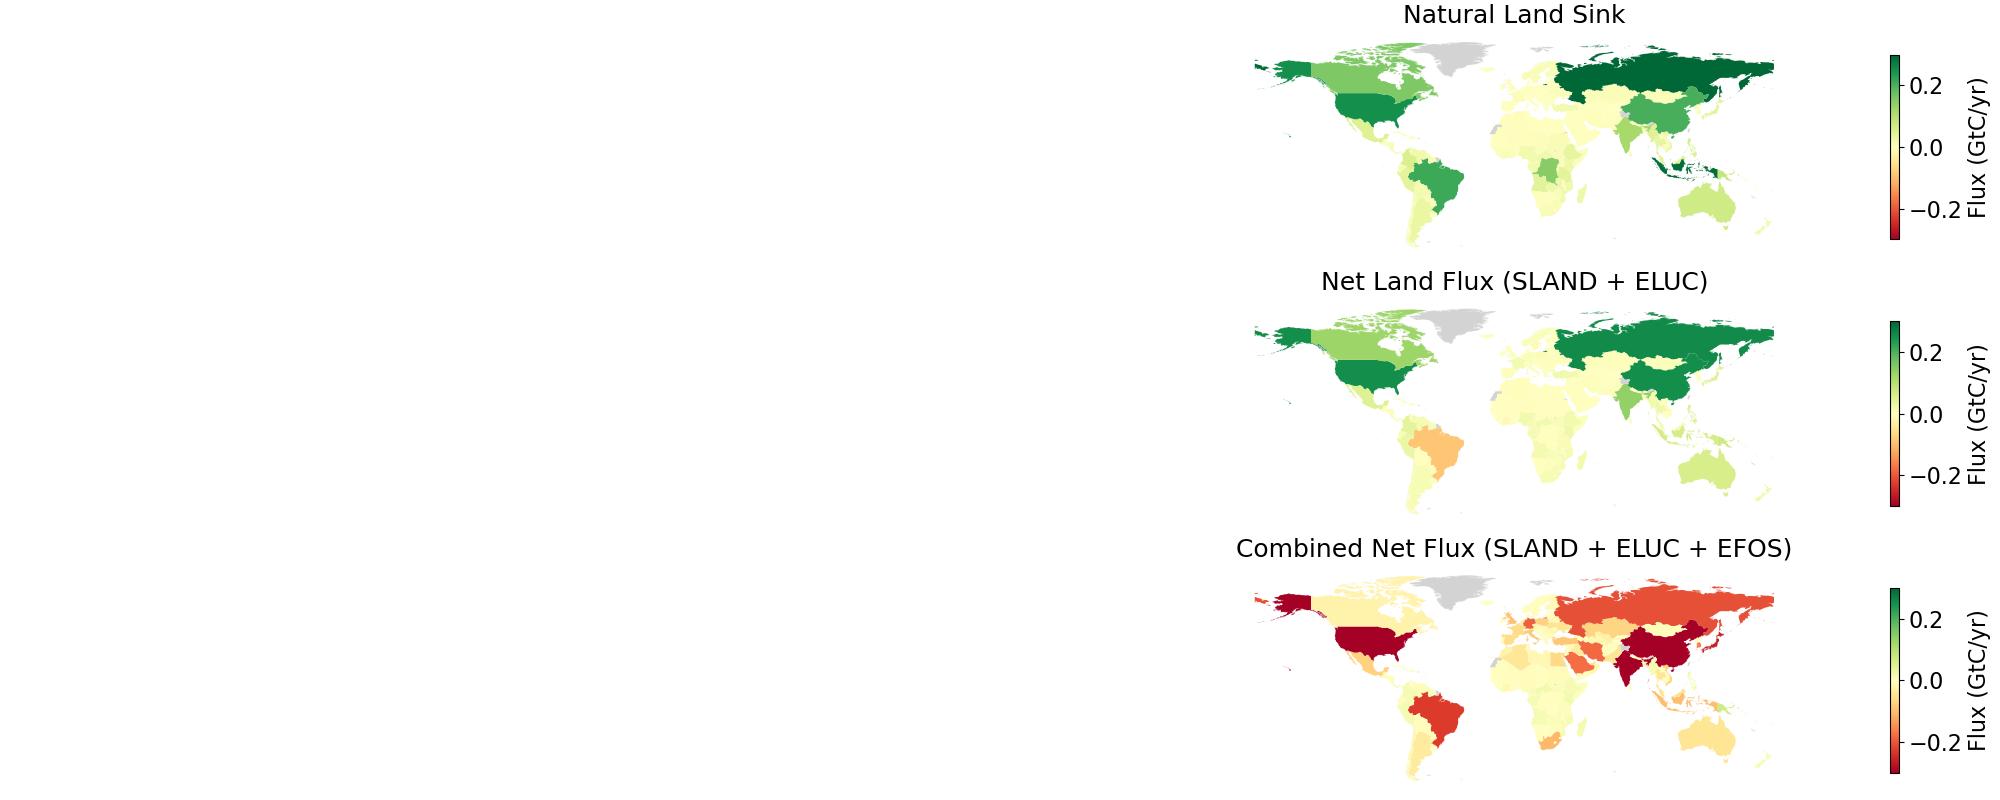 Natural Land Sink
0.2
0.0
−0.2
Flux (GtC/yr)
Net Land Flux (SLAND + ELUC)
0.2
0.0
−0.2
Flux (GtC/yr)
Combined Net Flux (SLAND + ELUC + EFOS)
0.2
0.0
−0.2
Flux (GtC/yr)